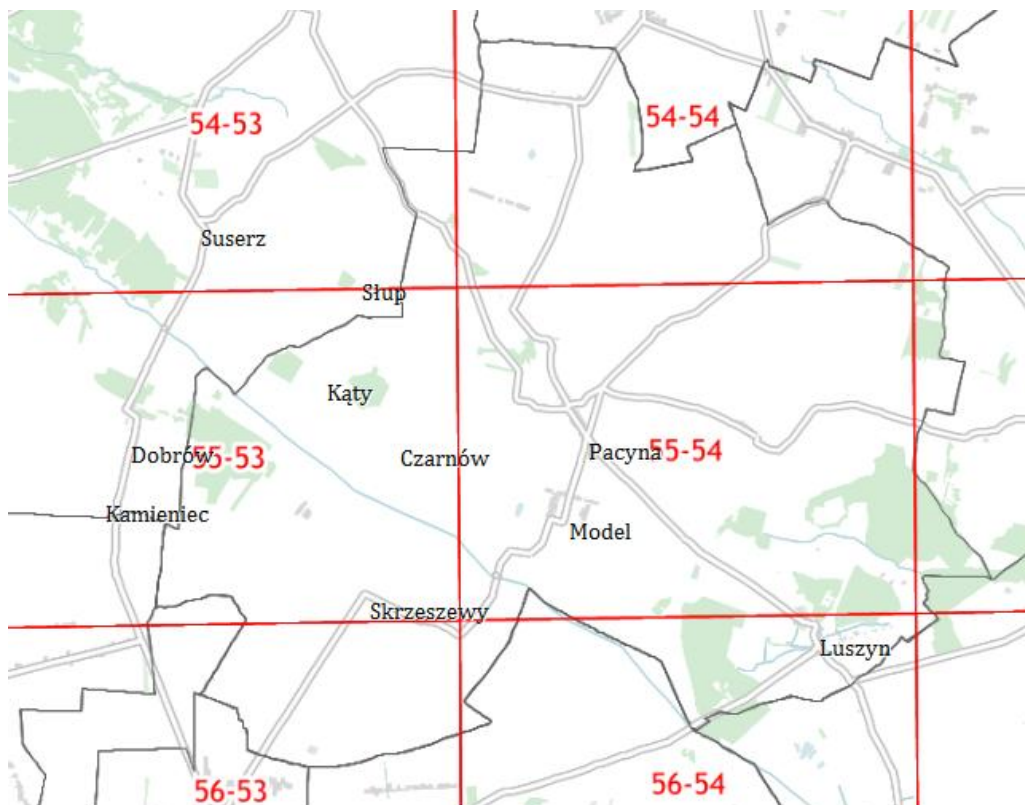 54-53
54-54
Suserz
Słup
Kąty
Dobrów
55-53
Czarnów
Pacyna
55-54
Kamieniec
Model
Skrzeszewy
Luszyn
56-53
56-54